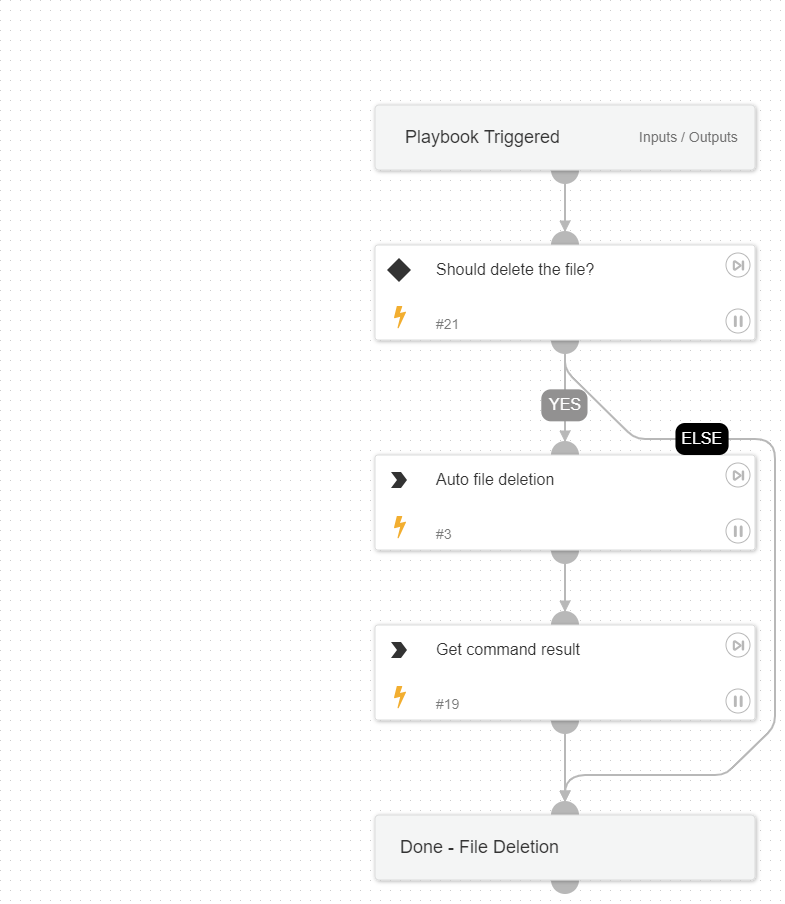 Playbook Triggered Inputs / Outputs
Should delete the file?
#21
YES
ELSE
Auto file deletion
#3
Get command result
#19
Done - File Deletion